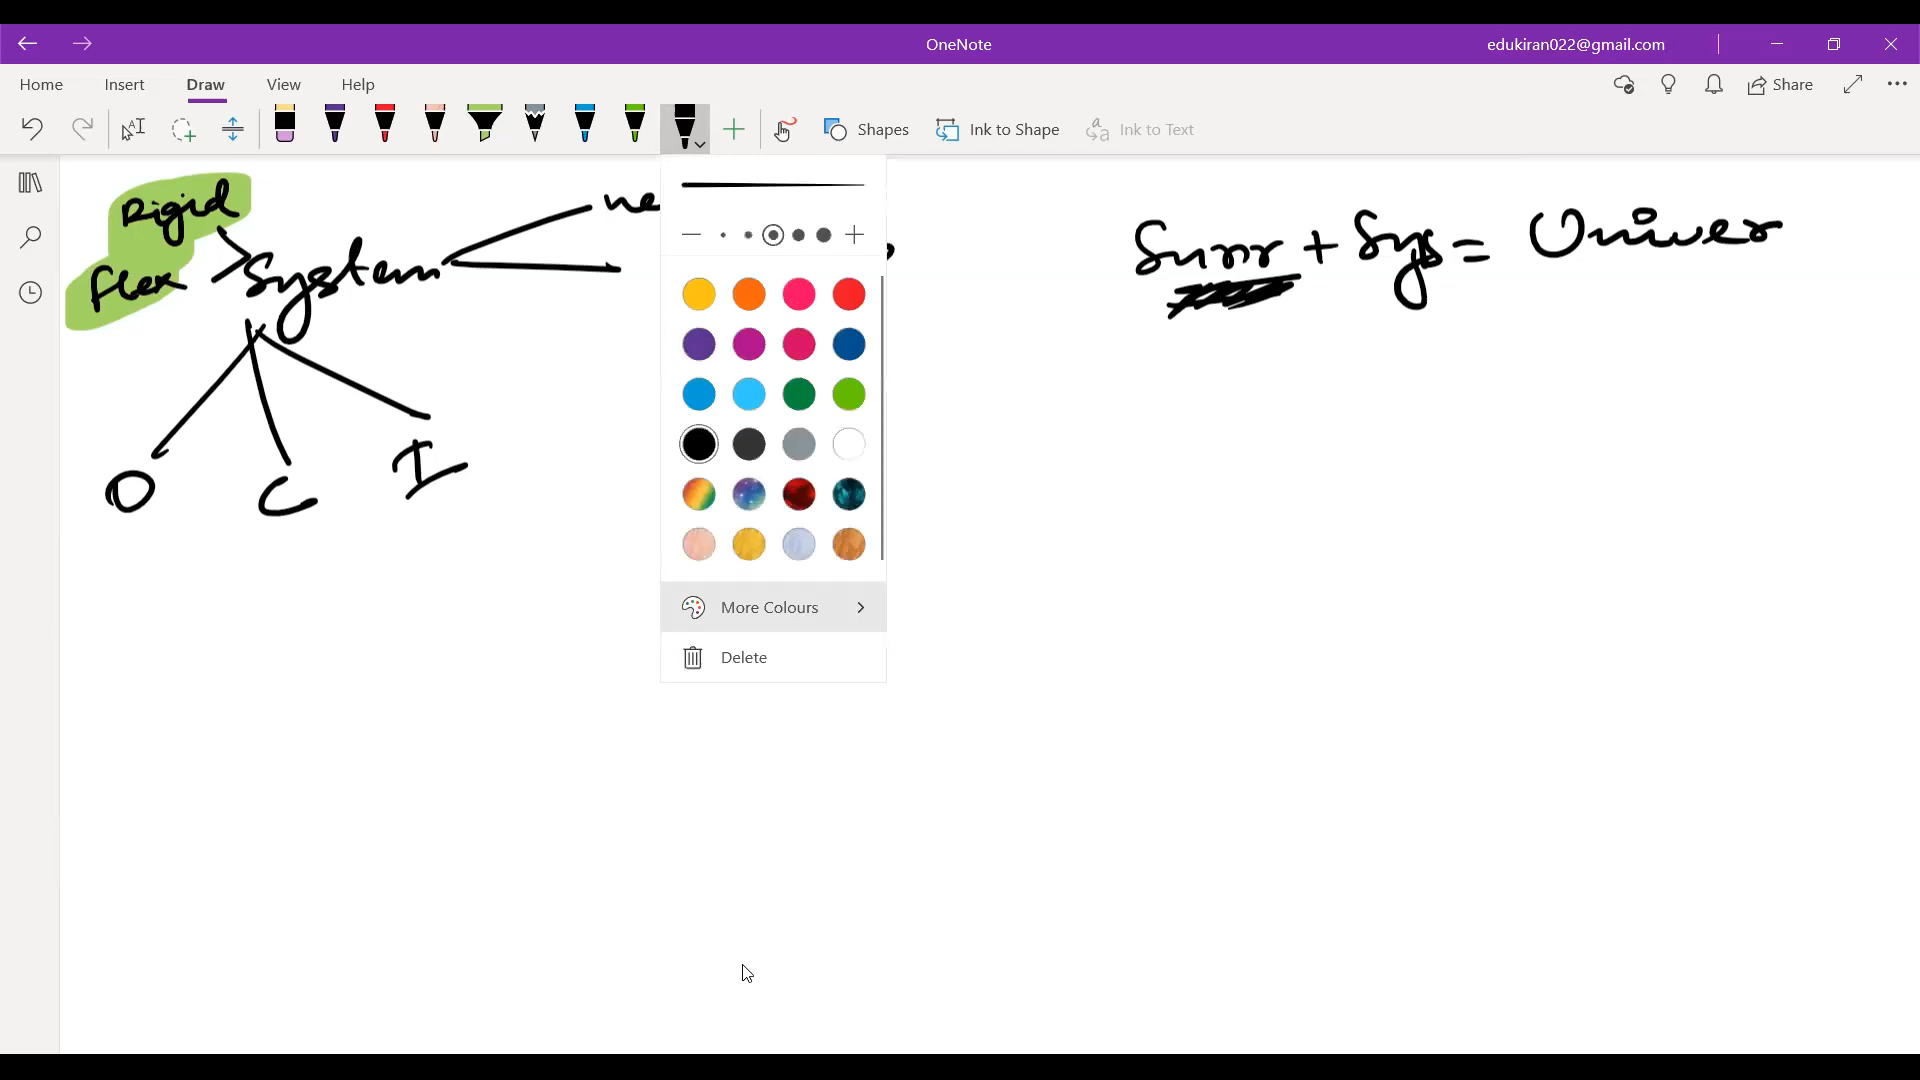 OneNote
edukiran022@gmail.com
Home Insert Draw View Help
Share
Shapes Ink to Shape Ink to Text
Rigid
flex
System
Surr + Sys = Univer
O C I
More Colours
Delete